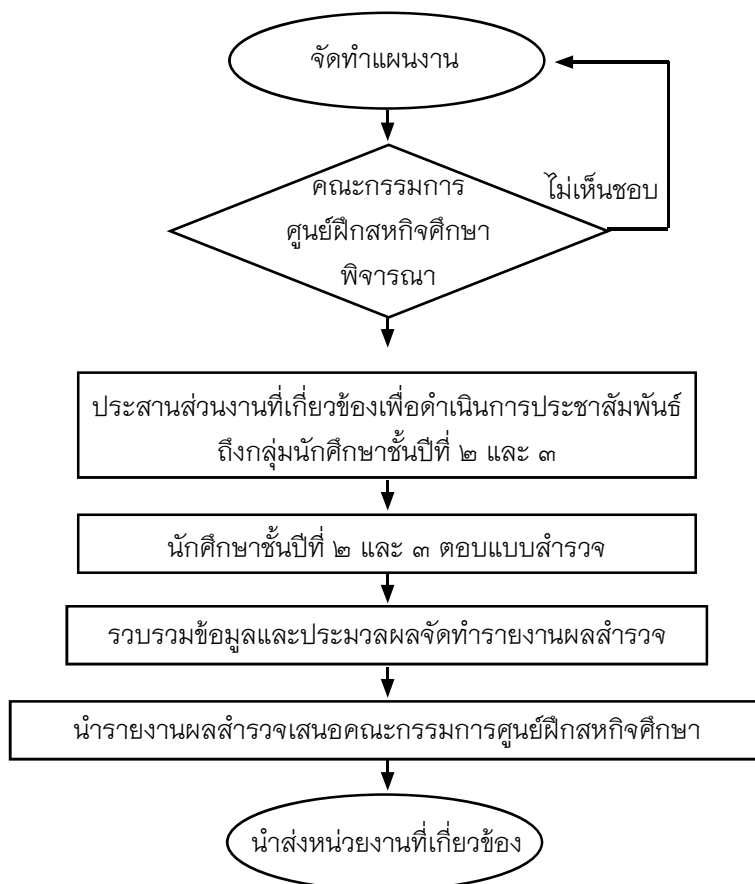 จัดทำแผนงาน
คณะกรรมการ
ศูนย์ฝึกสหกิจศึกษา
พิจารณา
ไม่เห็นชอบ
ประสานส่วนงานที่เกี่ยวข้องเพื่อดำเนินการประชาสัมพันธ์
ถึงกลุ่มนักศึกษาชั้นปีที่ ๒ และ ๓
นักศึกษาชั้นปีที่ ๒ และ ๓ ตอบแบบสำรวจ
รวบรวมข้อมูลและประมวลผลจัดทำรายงานผลสำรวจ
นำรายงานผลสำรวจเสนอคณะกรรมการศูนย์ฝึกสหกิจศึกษา
นำส่งหน่วยงานที่เกี่ยวข้อง